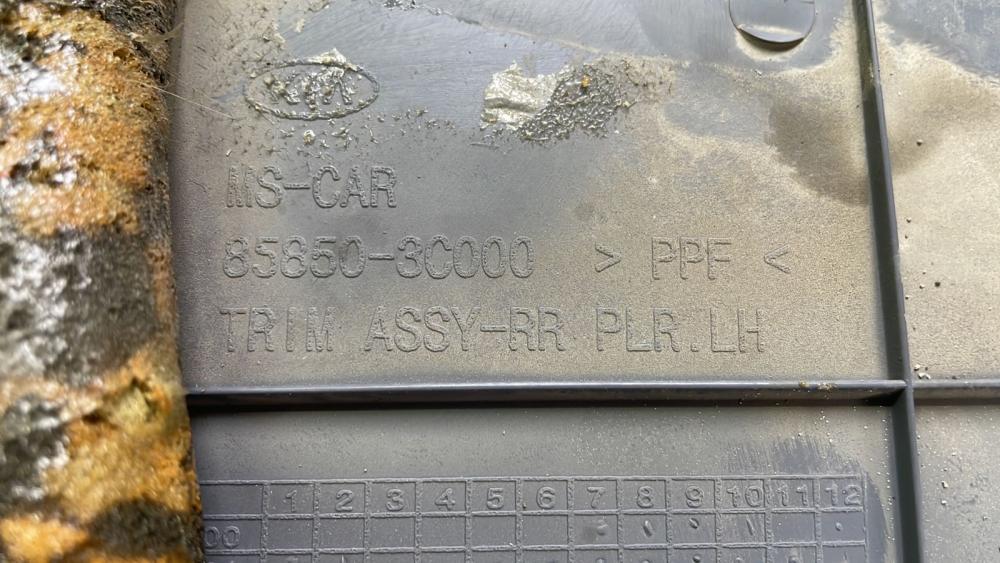 KIA
MS-CAR
85850-3C000 > PPF <
TRIM ASSY-RR PLR.LH
1 2 3 4 5 6 7 8 9 10 11 12
00